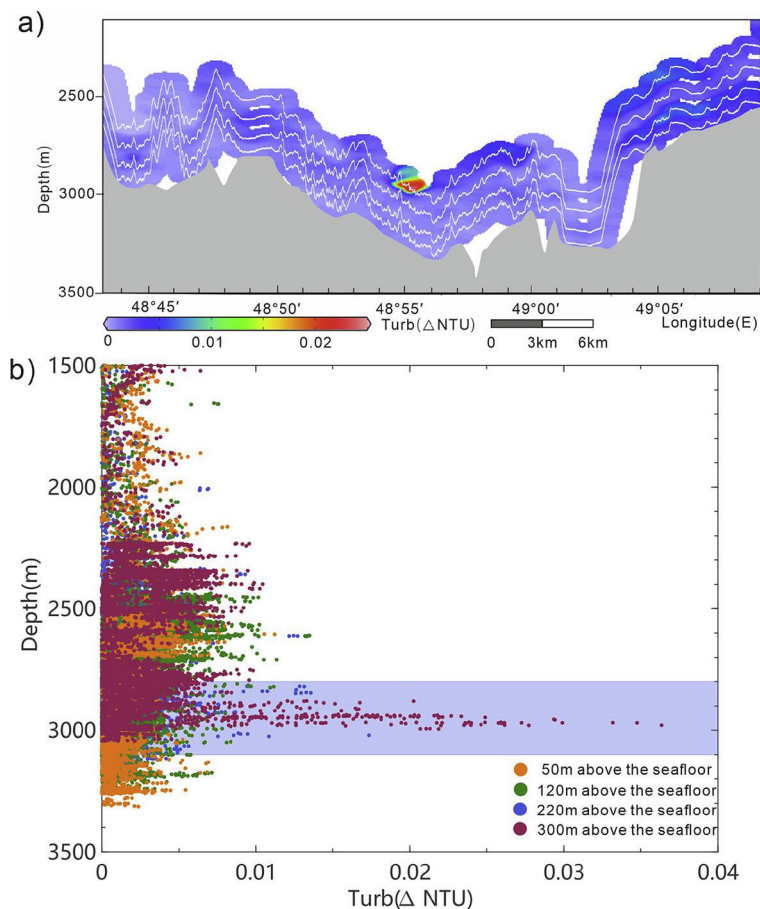 a)
Depth(m)
2500
3000
3500
48°45' 48°50' 48°55' 49°00' 49°05'
0 0.01 0.02 Turb(ΔNTU) 0 3km 6km Longitude(E)
b)
Depth(m)
1500
2000
2500
3000
3500
50m above the seafloor
120m above the seafloor
220m above the seafloor
300m above the seafloor
0 0.01 0.02 0.03 0.04
Turb(Δ NTU)